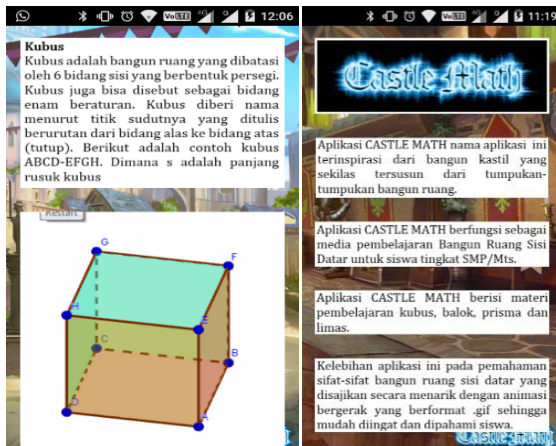 12:06
Kubus
Kubus adalah bangun ruang yang dibatasi
oleh 6 bidang sisi yang berbentuk persegi.
Kubus juga bisa disebut sebagai bidang
enam beraturan. Kubus diberi nama
menurut titik sudutnya yang ditulis
berurutan dari bidang alas ke bidang atas
(tutup). Berikut adalah contoh kubus
ABCD-EFGH. Dimana s adalah panjang
rusuk kubus
Restart
G
F
H
E
C
B
D
A
11:19
Castle Math
Aplikasi CASTLE MATH nama aplikasi ini
terinspirasi dari bangun kastil yang
sekilas tersusun dari tumpukan-
tumpukan bangun ruang.
Aplikasi CASTLE MATH berfungsi sebagai
media pembelajaran Bangun Ruang Sisi
Datar untuk siswa tingkat SMP/Mts.
Aplikasi CASTLE MATH berisi materi
pembelajaran kubus, balok, prisma dan
limas.
Kelebihan aplikasi ini pada pemahaman
sifat-sifat bangun ruang sisi datar yang
disajikan secara menarik dengan animasi
bergerak yang berformat .gif sehingga
mudah diingat dan dipahami siswa.
Castle Math